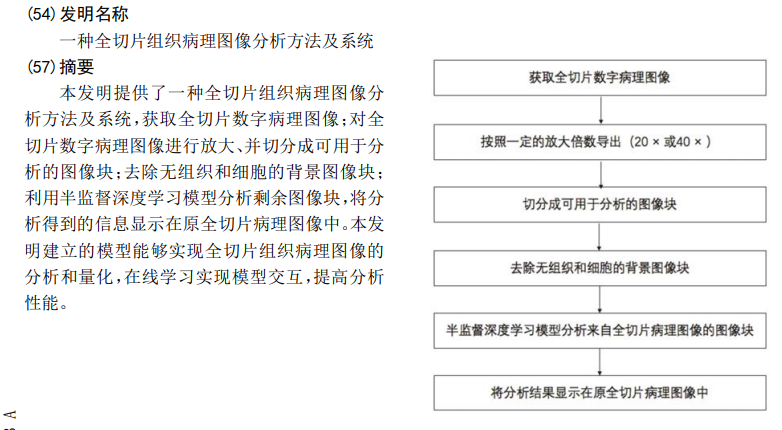 (54)发明名称
一种全切片组织病理图像分析方法及系统
(57)摘要
本发明提供了一种全切片组织病理图像分
析方法及系统,获取全切片数字病理图像;对全
切片数字病理图像进行放大、并切分成可用于分
析的图像块;去除无组织和细胞的背景图像块;
利用半监督深度学习模型分析剩余图像块,将分
析得到的信息显示在原全切片病理图像中。本发
明建立的模型能够实现全切片组织病理图像的
分析和量化,在线学习实现模型交互,提高分析
性能。
获取全切片数字病理图像
按照一定的放大倍数导出（20×或40×）
切分成可用于分析的图像块
去除无组织和细胞的背景图像块
半监督深度学习模型分析来自全切片病理图像的图像块
将分析结果显示在原全切片病理图像中
A